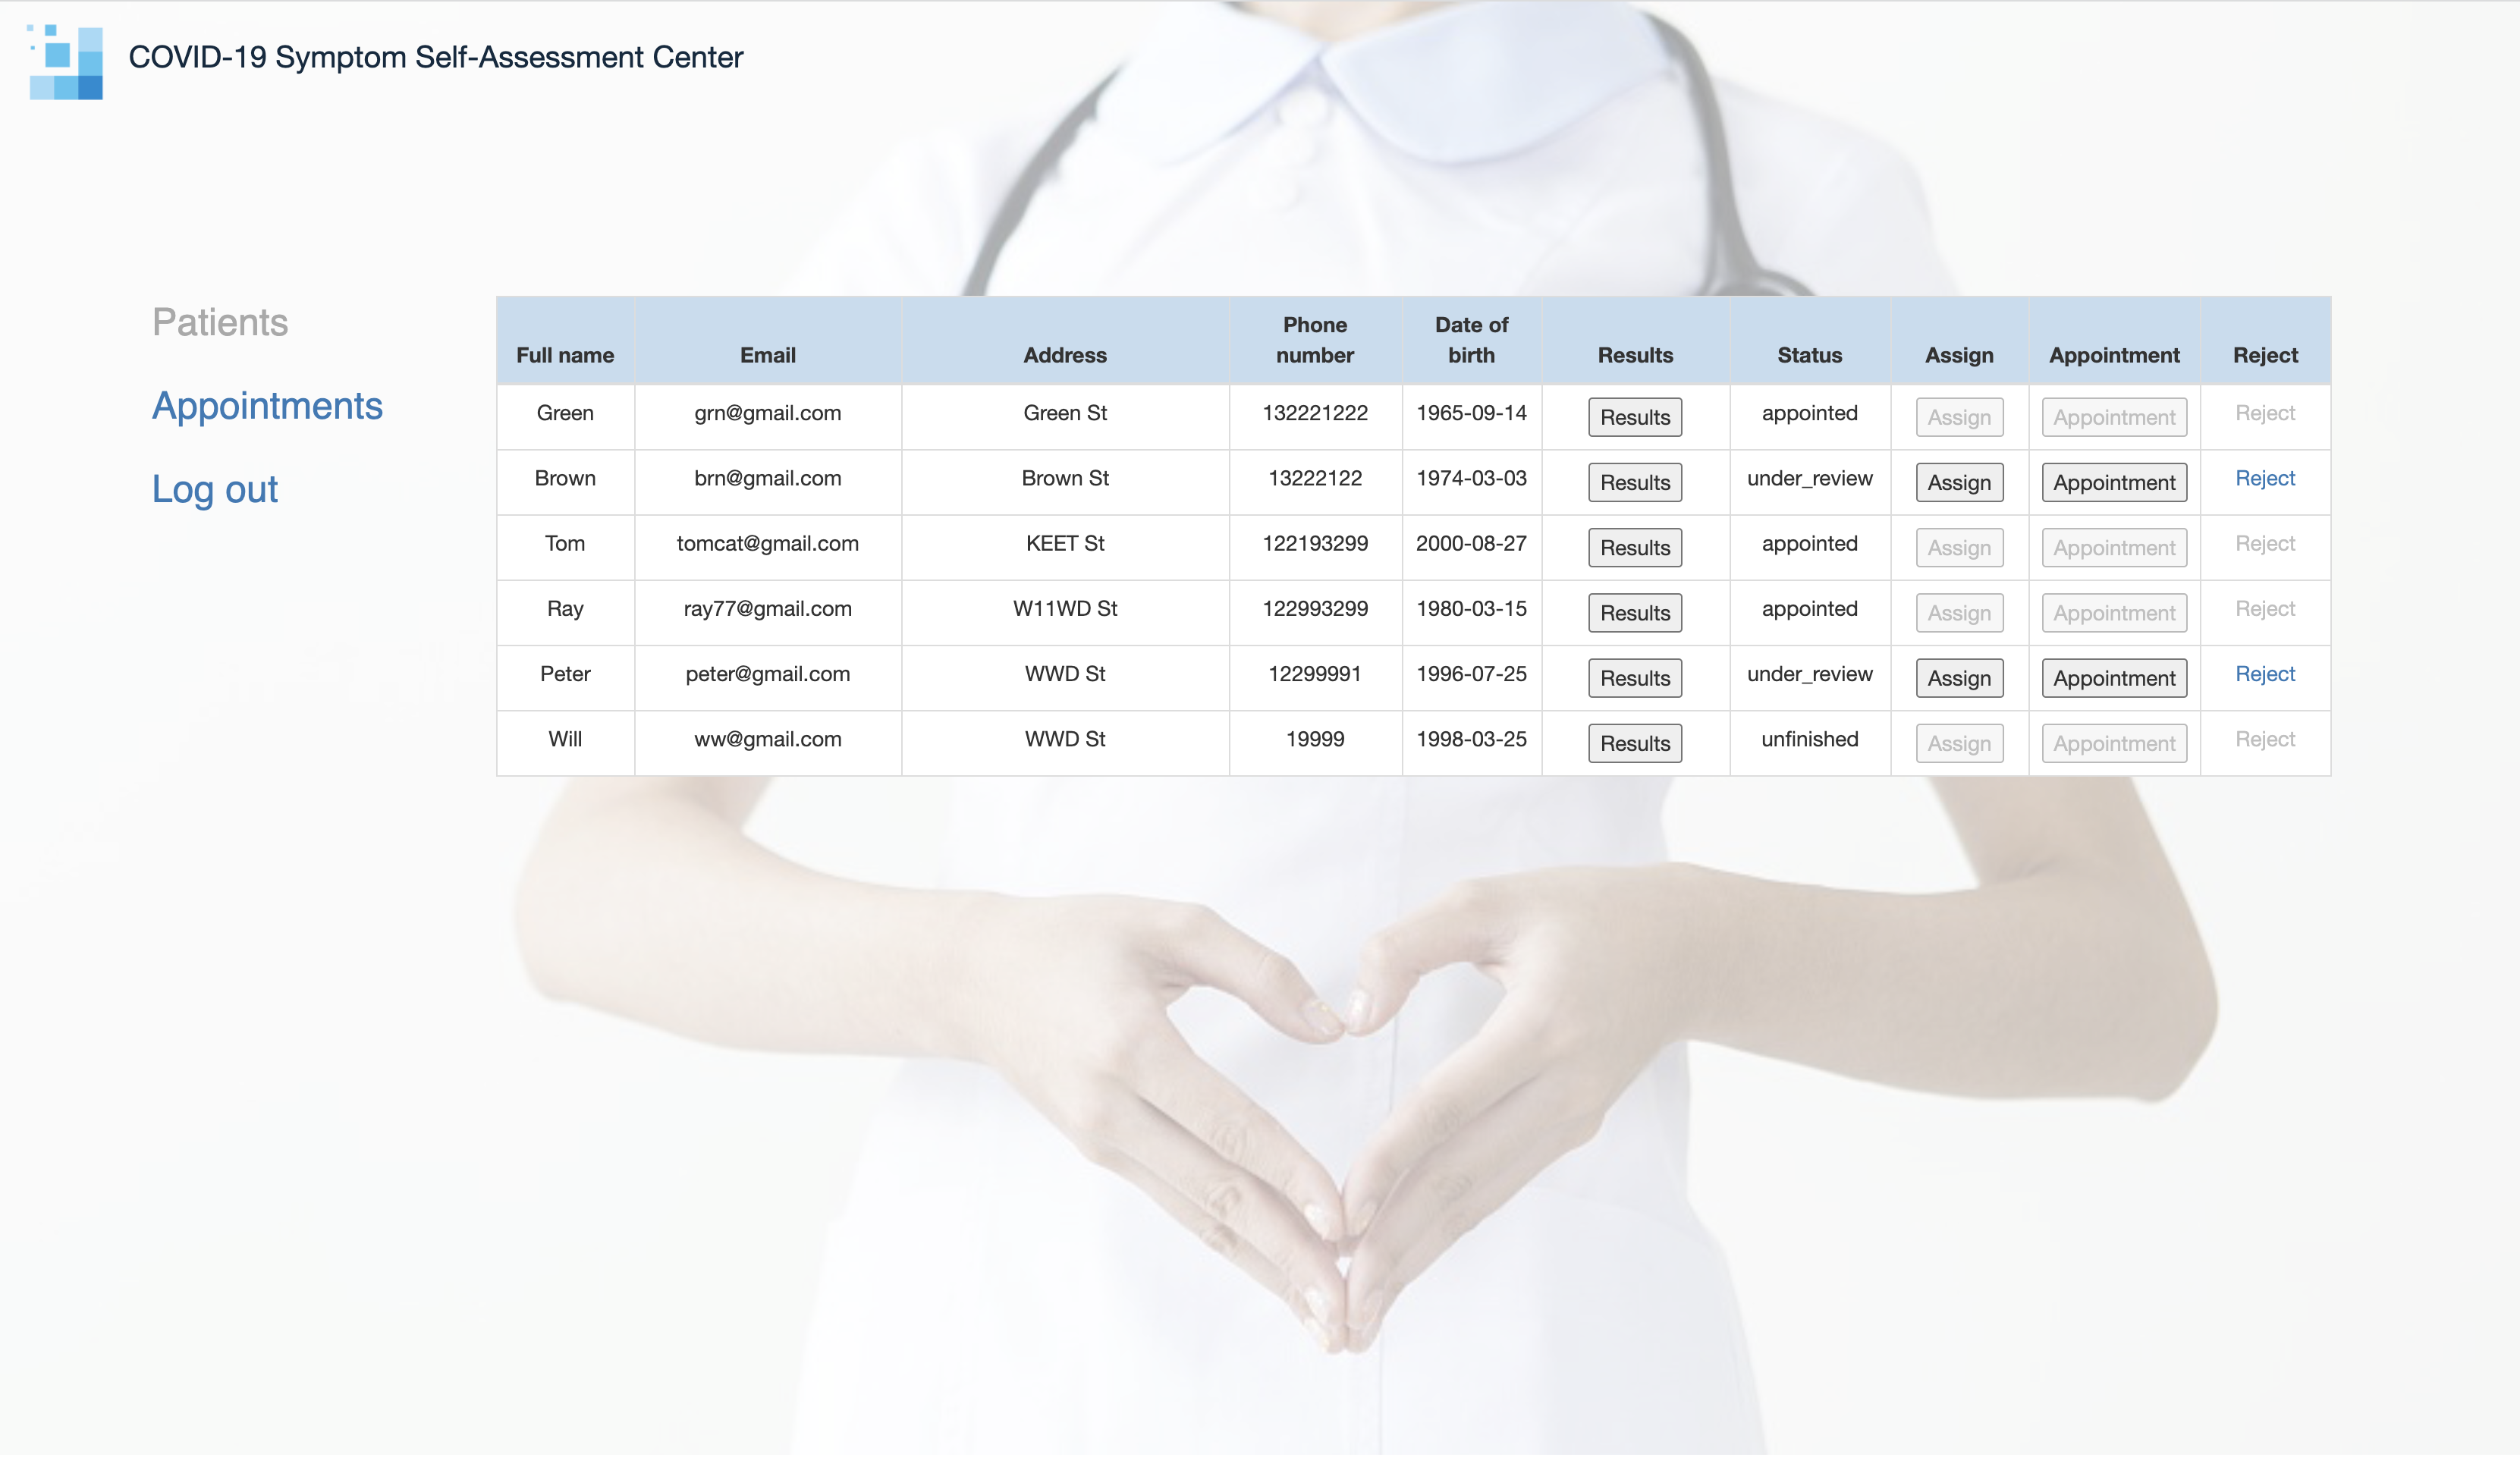 COVID-19 Symptom Self-Assessment Center
Patients
Appointments
Log out
Full name Email Address Phone number Date of birth Results Status Assign Appointment Reject
Green grn@gmail.com Green St 132221222 1965-09-14 Results appointed Assign Appointment Reject
Brown brn@gmail.com Brown St 13222122 1974-03-03 Results under_review Assign Appointment Reject
Tom tomcat@gmail.com KEET St 122193299 2000-08-27 Results appointed Assign Appointment Reject
Ray ray77@gmail.com W11WD St 122993299 1980-03-15 Results appointed Assign Appointment Reject
Peter peter@gmail.com WWD St 12299991 1996-07-25 Results under_review Assign Appointment Reject
Will ww@gmail.com WWD St 19999 1998-03-25 Results unfinished Assign Appointment Reject